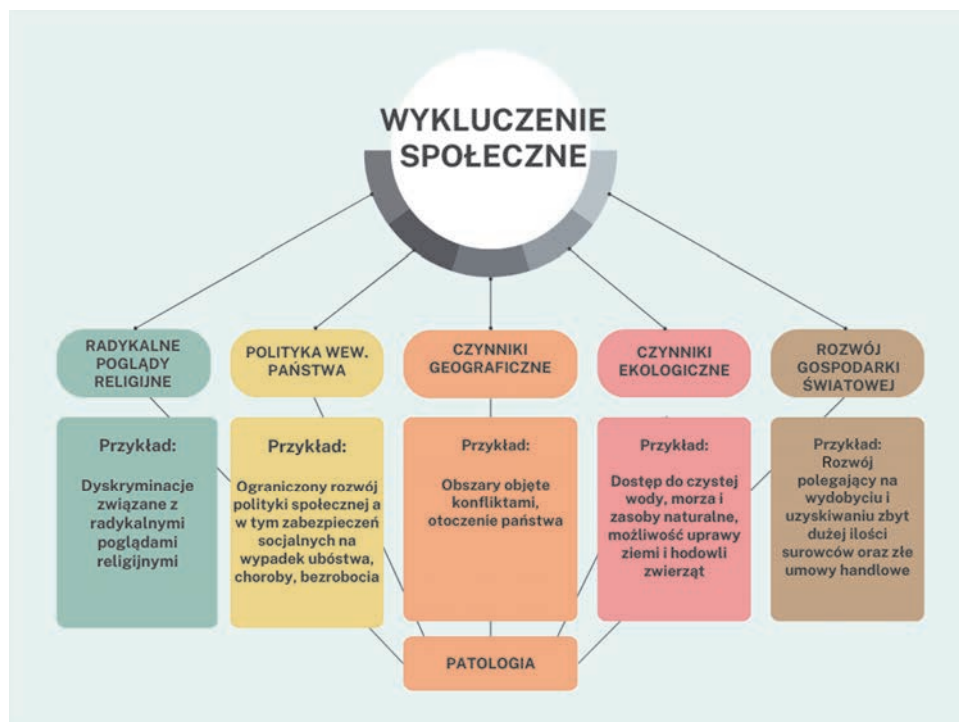 WYKLUCZENIE
SPOŁECZNE
RADYKALNE
POGLĄDY
RELIGIJNE
POLITYKA WEW.
PAŃSTWA
CZYNNIKI
GEOGRAFICZNE
CZYNNIKI
EKOLOGICZNE
ROZWÓJ
GOSPODARKI
ŚWIATOWEJ
Przykład:
Dyskryminacje
związane z
radykalnymi
poglądami
religijnymi
Przykład:
Ograniczony rozwój
polityki społecznej a
w tym zabezpieczeń
socjalnych na
wypadek ubóstwa,
choroby, bezrobocia
Przykład:
Obszary objęte
konfliktami,
otoczenie państwa
Przykład:
Dostęp do czystej
wody, morza i
zasoby naturalne,
możliwość uprawy
ziemi i hodowli
zwierząt
Przykład:
Rozwój
polegający na
wydobyciu i
uzyskiwaniu zbyt
dużej ilości
surowców oraz złe
umowy handlowe
PATOLOGIA